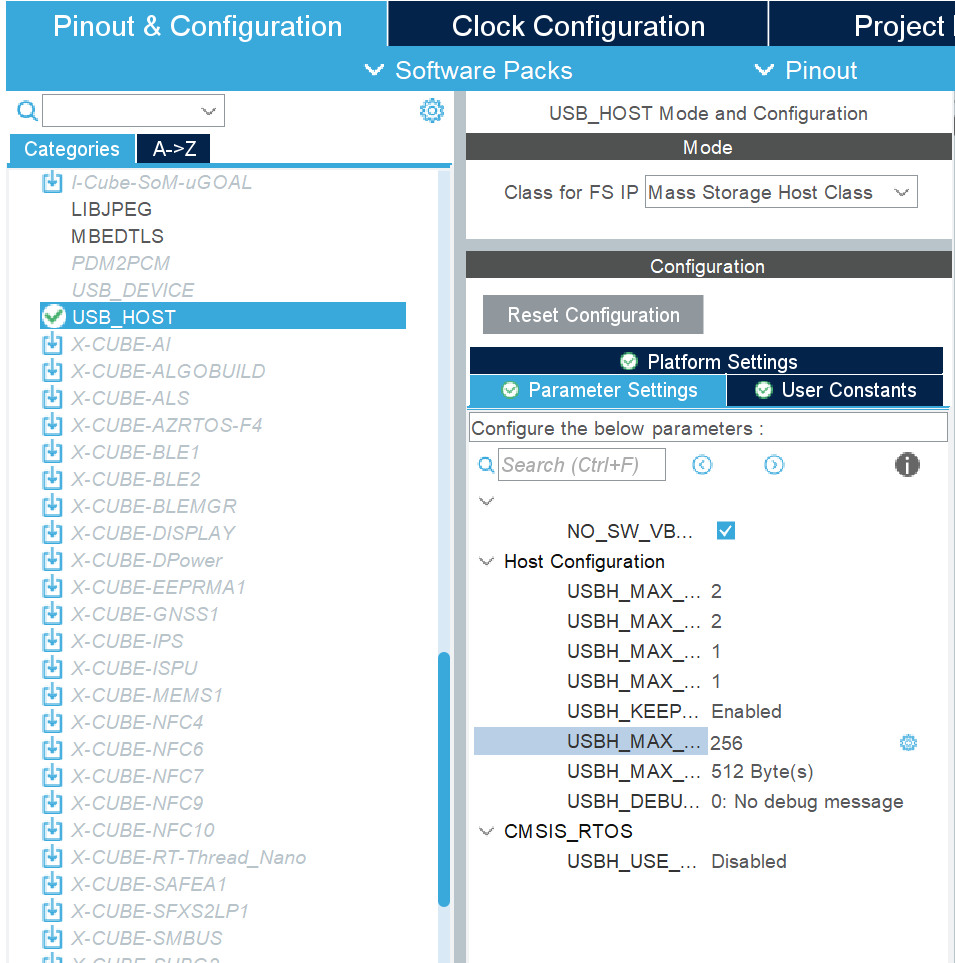 Pinout & Configuration
Clock Configuration
Project
Software Packs
Pinout
Categories
A->Z
I-Cube-SoM-uGOAL
LIBJPEG
MBEDTLS
PDM2PCM
USB_DEVICE
USB_HOST
X-CUBE-AI
X-CUBE-ALGOBUILD
X-CUBE-ALS
X-CUBE-AZRTOS-F4
X-CUBE-BLE1
X-CUBE-BLE2
X-CUBE-BLEMGR
X-CUBE-DISPLAY
X-CUBE-DPower
X-CUBE-EEPRMA1
X-CUBE-GNSS1
X-CUBE-IPS
X-CUBE-ISPU
X-CUBE-MEMS1
X-CUBE-NFC4
X-CUBE-NFC6
X-CUBE-NFC7
X-CUBE-NFC9
X-CUBE-NFC10
X-CUBE-RT-Thread_Nano
X-CUBE-SAFEA1
X-CUBE-SFXS2LP1
X-CUBE-SMBUS
USB_HOST Mode and Configuration
Mode
Class for FS IP Mass Storage Host Class
Configuration
Reset Configuration
Platform Settings
Parameter Settings
User Constants
Configure the below parameters :
Search (Ctrl+F)
NO_SW_VB...
Host Configuration
USBH_MAX_... 2
USBH_MAX_... 2
USBH_MAX_... 1
USBH_MAX_... 1
USBH_KEEP... Enabled
USBH_MAX_... 256
USBH_MAX_... 512 Byte(s)
USBH_DEBU... 0: No debug message
CMSIS_RTOS
USBH_USE_... Disabled